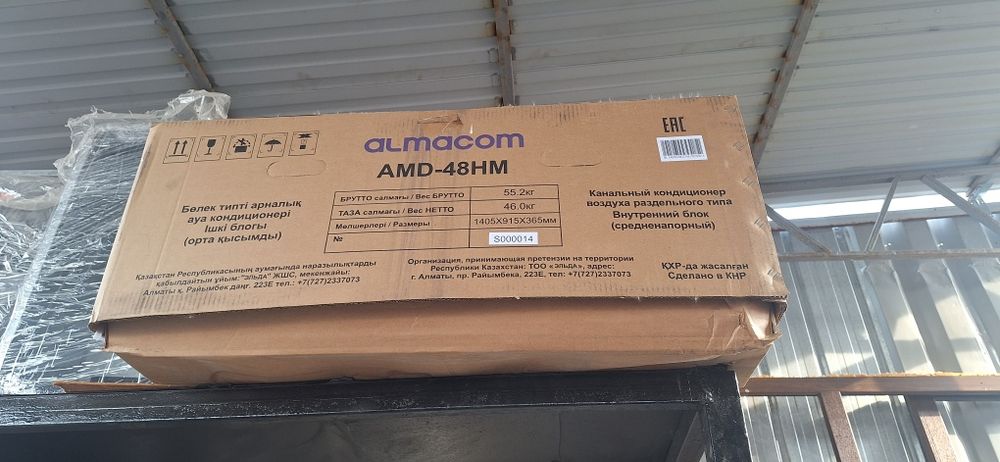 almacom
EAC
AMD-48HM
Бөлек типті арналық
ауа кондиционері
Ішкі блогы
(орта қысымды)
БРУТТО салмағы / Вес БРУТТО 55.2кг
ТАЗА салмағы / Вес НЕТТО 46.0кг
Мөлшерлері / Размеры 1405X915X365мм
№ S000014
Канальный кондиционер
воздуха раздельного типа
Внутренний блок
(средненапорный)
Қазақстан Республикасының аумағында наразылықтарды
қабылдайтын ұйым: "ЭЛЬДА" ЖШС, мекенжайы:
Алматы қ. Райымбек даңғ. 223Е тел.: +7(727)2337073
Организация, принимающая претензии на территории
Республики Казахстан: ТОО «ЭЛЬДА», адрес:
г. Алматы, пр. Райымбека, 223Е, тел.: +7(727)2337073
ҚХР-да жасалған
Сделано в КНР